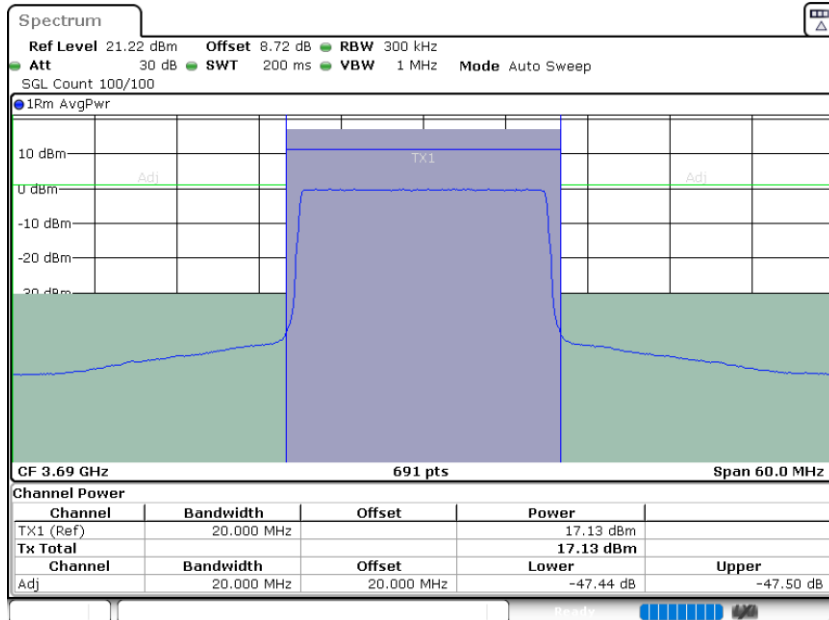 Spectrum
Ref Level 21.22 dBm Offset 8.72 dB RBW 300 kHz
Att 30 dB SWT 200 ms VBW 1 MHz Mode Auto Sweep
SGL Count 100/100
1Rm AvgPwr
10 dBm
TX1
Adj Adj
0 dBm
-10 dBm
-20 dBm
-30 dBm
CF 3.69 GHz 691 pts Span 60.0 MHz
Channel Power
Channel Bandwidth Offset Power
TX1 (Ref) 20.000 MHz 17.13 dBm
Tx Total 17.13 dBm
Channel Bandwidth Offset Lower Upper
Adj 20.000 MHz 20.000 MHz -47.44 dB -47.50 dB
Ready